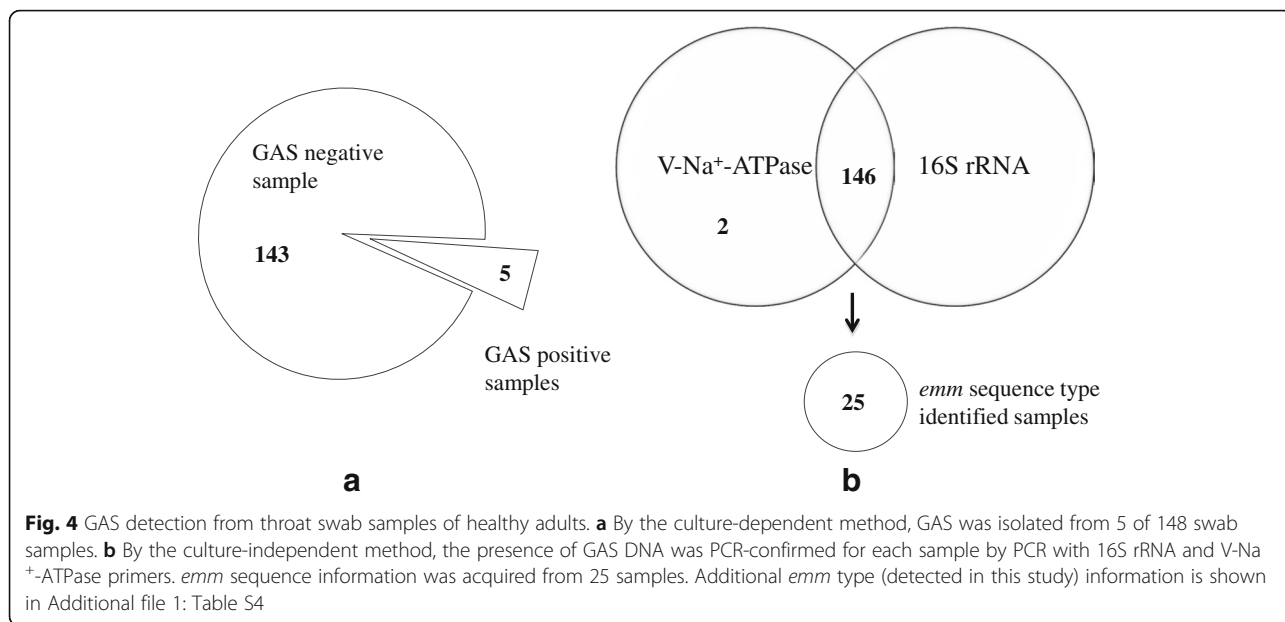 GAS negative
sample
143
5
GAS positive
samples
a
V-Na⁺-ATPase
2
146
16S rRNA
25
emm sequence type
identified samples
b
Fig. 4 GAS detection from throat swab samples of healthy adults. a By the culture-dependent method, GAS was isolated from 5 of 148 swab
samples. b By the culture-independent method, the presence of GAS DNA was PCR-confirmed for each sample by PCR with 16S rRNA and V-Na
⁺-ATPase primers. emm sequence information was acquired from 25 samples. Additional emm type (detected in this study) information is shown
in Additional file 1: Table S4